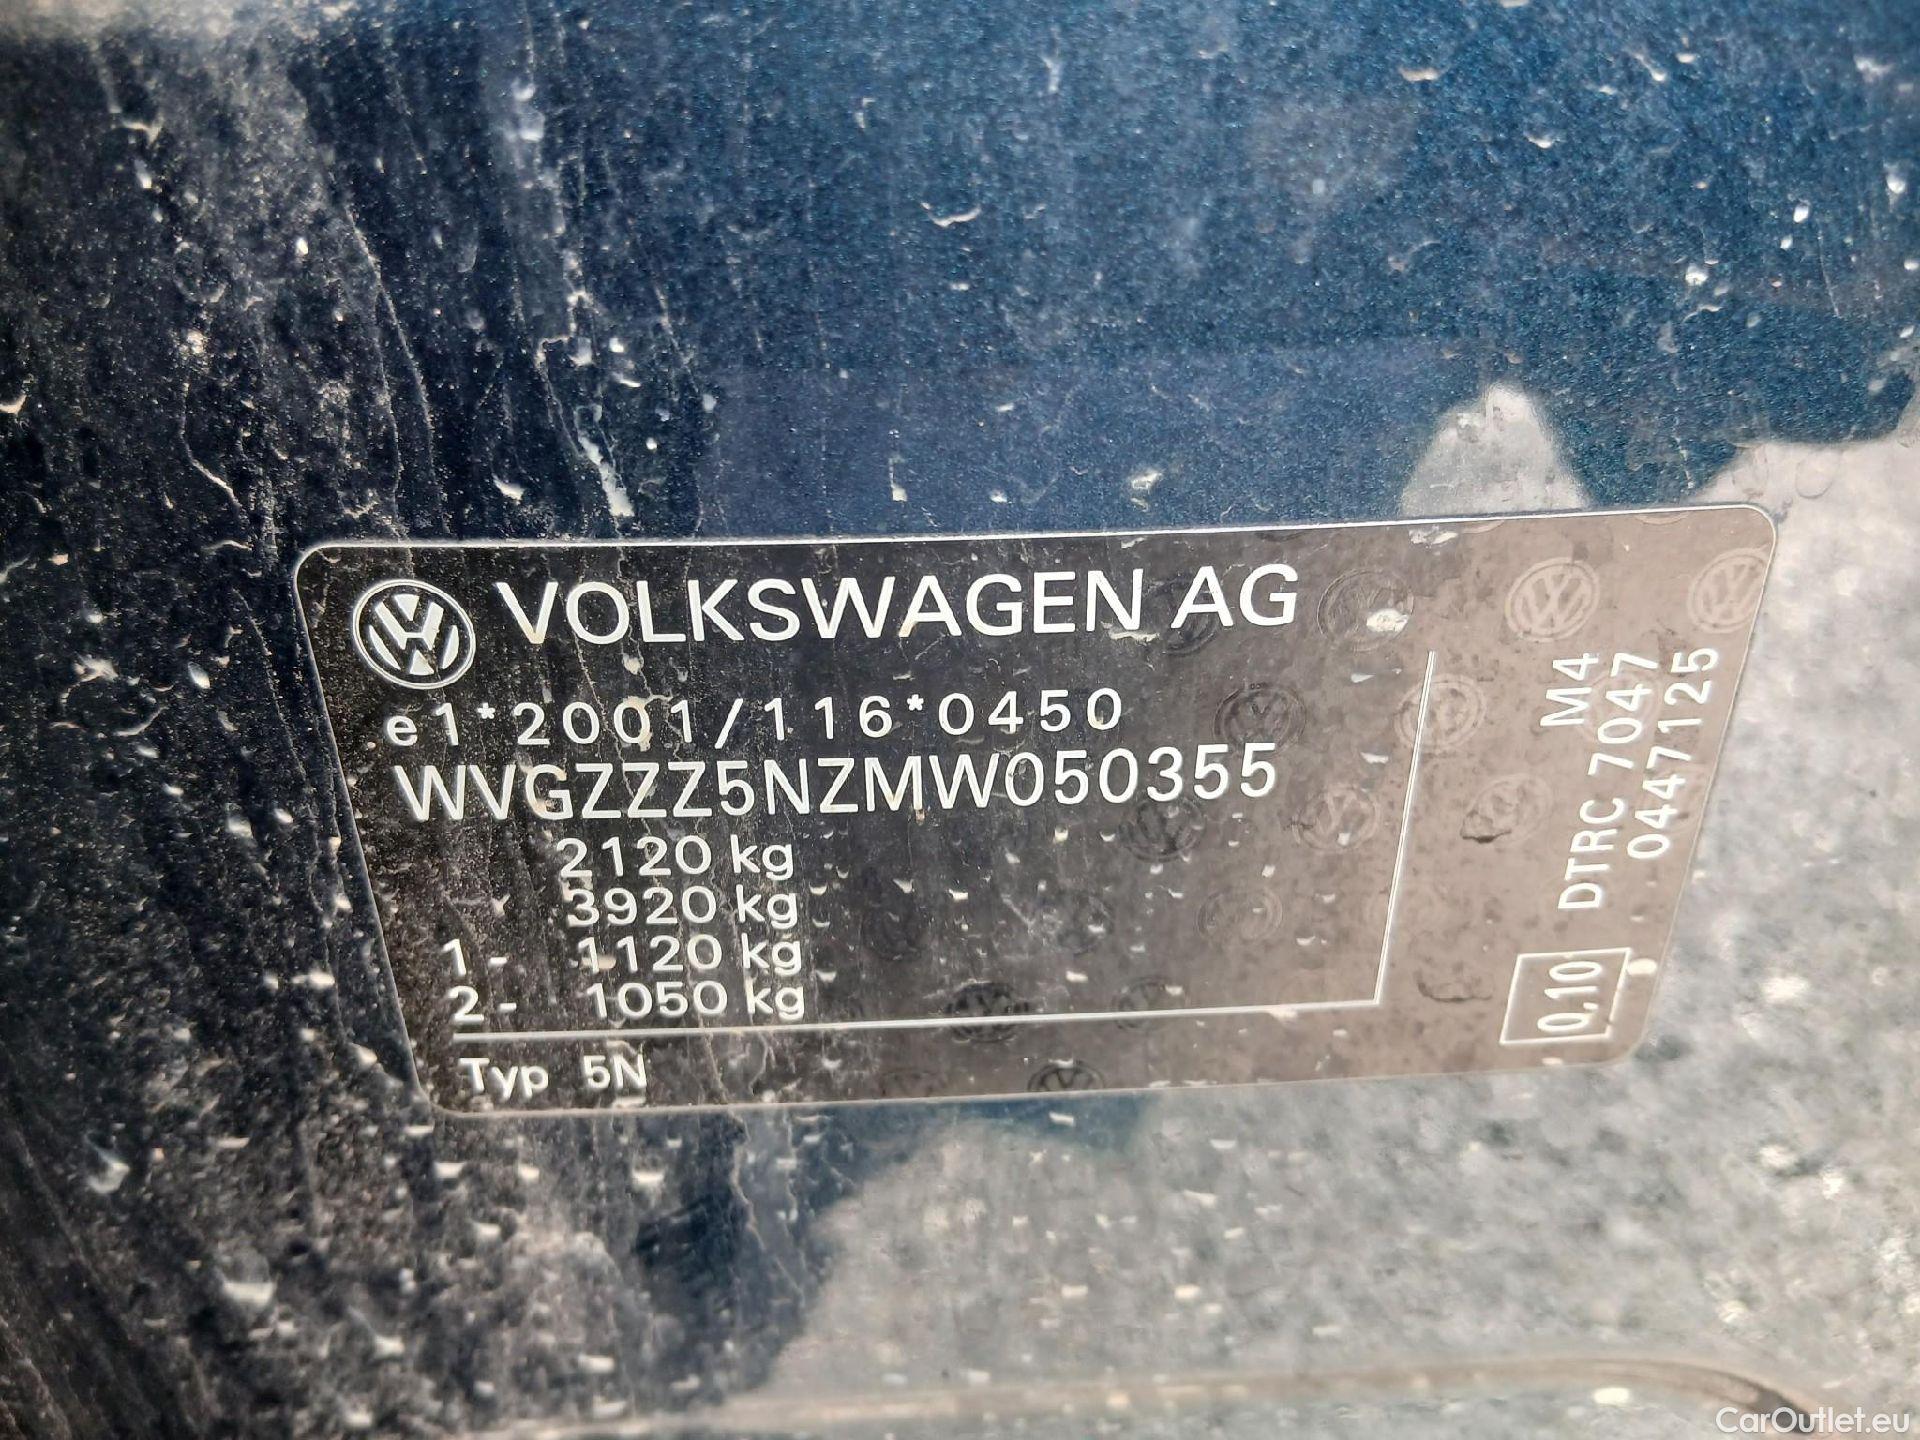 VOLKSWAGEN AG
e1*2001/116*0450
WVGZZZ5NZMW050355
2120 kg
3920 kg
1- 1120 kg
2- 1050 kg
Typ 5N
M4
DTRC 7047
0447125
0,10
CarOutlet.eu